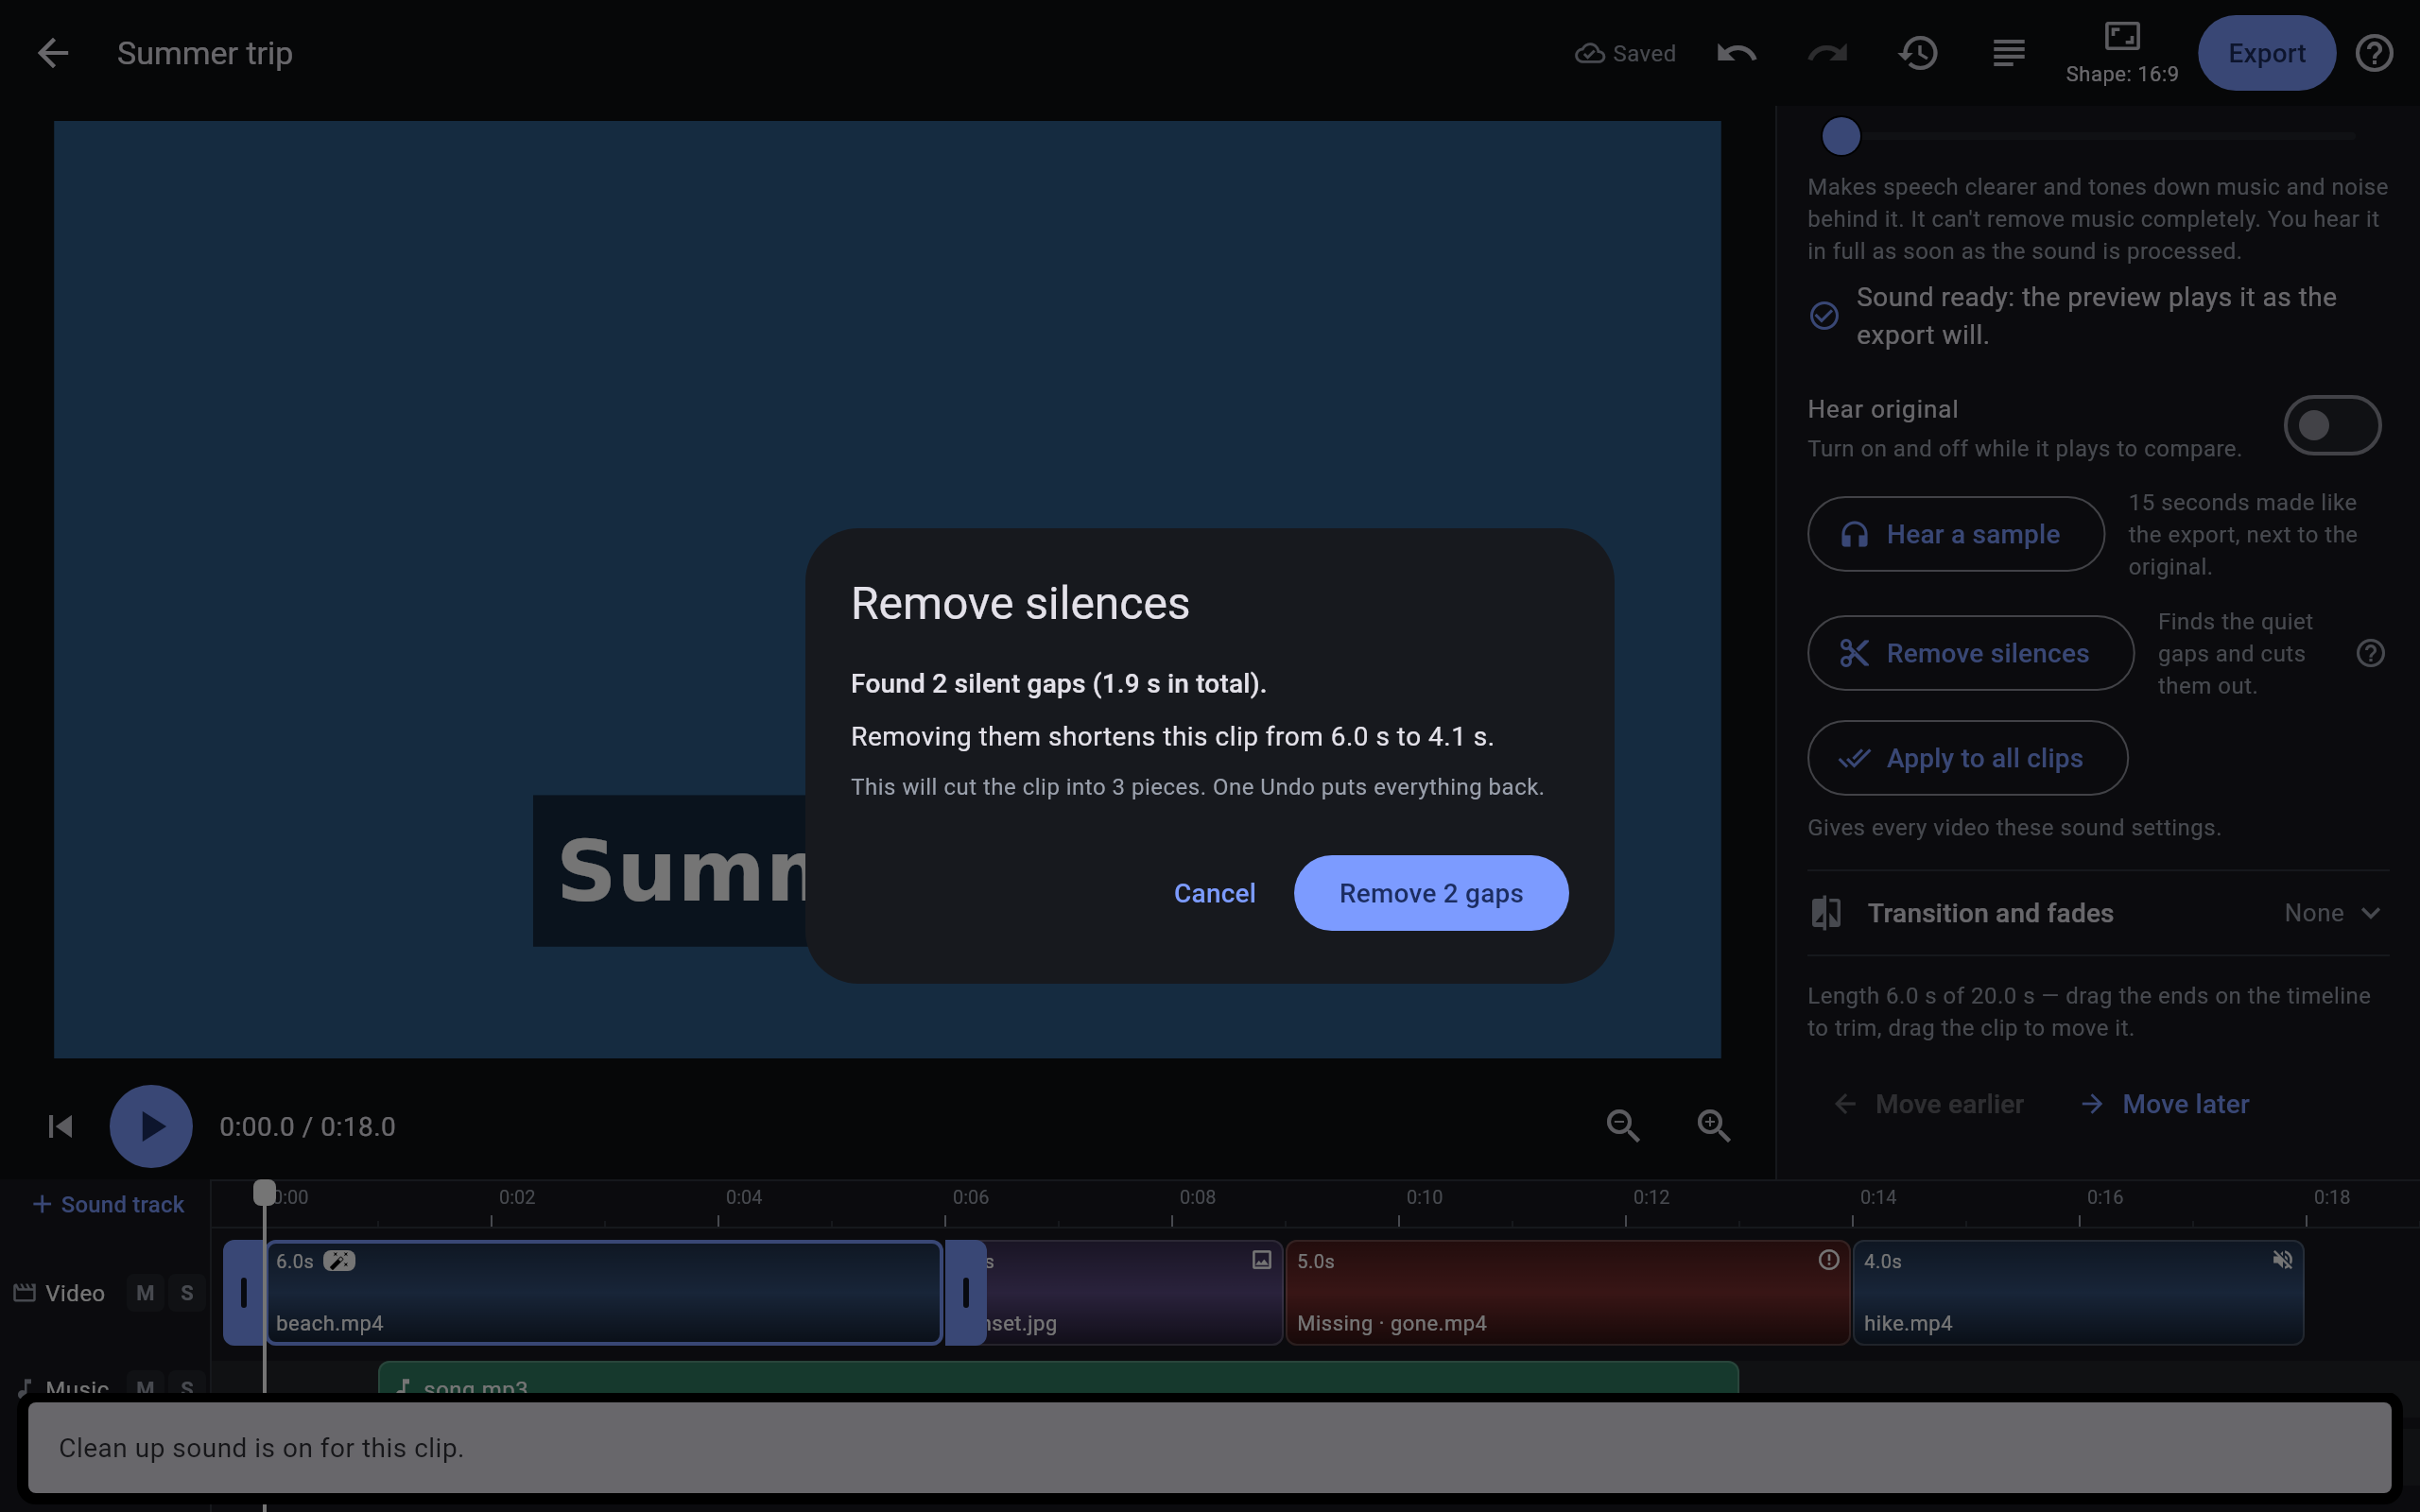 Summer trip
Saved
Shape: 16:9
Export
Makes speech clearer and tones down music and noise
behind it. It can't remove music completely. You hear it
in full as soon as the sound is processed.
Sound ready: the preview plays it as the
export will.
Hear original
Turn on and off while it plays to compare.
Hear a sample
15 seconds made like
the export, next to the
original.
Remove silences
Finds the quiet
gaps and cuts
them out.
Apply to all clips
Gives every video these sound settings.
Transition and fades
None
Length 6.0 s of 20.0 s — drag the ends on the timeline
to trim, drag the clip to move it.
Move earlier
Move later
Remove silences
Found 2 silent gaps (1.9 s in total).
Removing them shortens this clip from 6.0 s to 4.1 s.
This will cut the clip into 3 pieces. One Undo puts everything back.
Cancel
Remove 2 gaps
0:00.0 / 0:18.0
+ Sound track
0:00 0:02 0:04 0:06 0:08 0:10 0:12 0:14 0:16 0:18
Video M S
6.0s
beach.mp4
5.0s
Missing · gone.mp4
4.0s
hike.mp4
Music M S
song.mp3
Clean up sound is on for this clip.